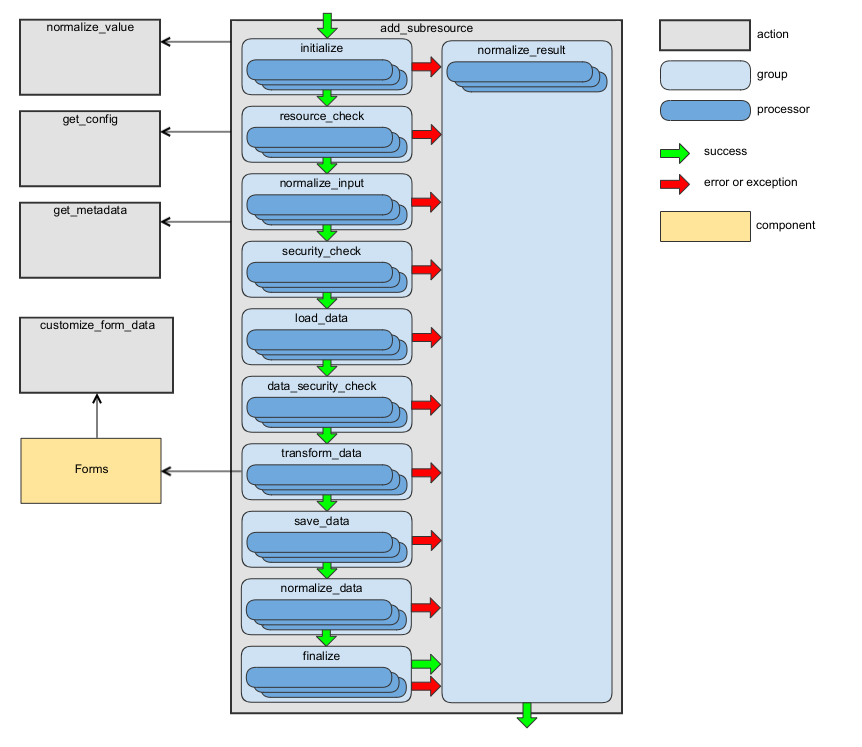 normalize_value
get_config
get_metadata
customize_form_data
Forms
add_subresource
initialize
resource_check
normalize_input
security_check
load_data
data_security_check
transform_data
save_data
normalize_data
finalize
normalize_result
action
group
processor
success
error or exception
component